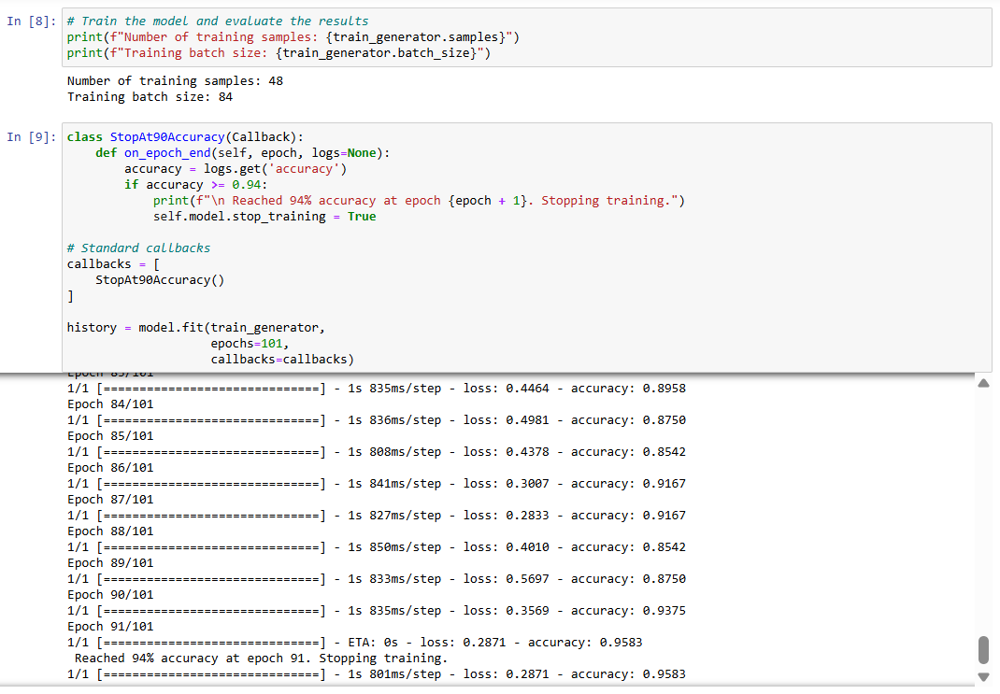 In [8]: # Train the model and evaluate the results
print(f"Number of training samples: {train_generator.samples}")
print(f"Training batch size: {train_generator.batch_size}")
Number of training samples: 48
Training batch size: 84
In [9]: class StopAt90Accuracy(Callback):
    def on_epoch_end(self, epoch, logs=None):
        accuracy = logs.get('accuracy')
        if accuracy >= 0.94:
            print(f"\n Reached 94% accuracy at epoch {epoch + 1}. Stopping training.")
            self.model.stop_training = True
# Standard callbacks
callbacks = [
    StopAt90Accuracy()
]
history = model.fit(train_generator,
                    epochs=101,
                    callbacks=callbacks)
Epoch 83/101
1/1 [==============================] - 1s 835ms/step - loss: 0.4464 - accuracy: 0.8958
Epoch 84/101
1/1 [==============================] - 1s 836ms/step - loss: 0.4981 - accuracy: 0.8750
Epoch 85/101
1/1 [==============================] - 1s 808ms/step - loss: 0.4378 - accuracy: 0.8542
Epoch 86/101
1/1 [==============================] - 1s 841ms/step - loss: 0.3007 - accuracy: 0.9167
Epoch 87/101
1/1 [==============================] - 1s 827ms/step - loss: 0.2833 - accuracy: 0.9167
Epoch 88/101
1/1 [==============================] - 1s 850ms/step - loss: 0.4010 - accuracy: 0.8542
Epoch 89/101
1/1 [==============================] - 1s 833ms/step - loss: 0.5697 - accuracy: 0.8750
Epoch 90/101
1/1 [==============================] - 1s 835ms/step - loss: 0.3569 - accuracy: 0.9375
Epoch 91/101
1/1 [==============================] - ETA: 0s - loss: 0.2871 - accuracy: 0.9583
 Reached 94% accuracy at epoch 91. Stopping training.
1/1 [==============================] - 1s 801ms/step - loss: 0.2871 - accuracy: 0.9583